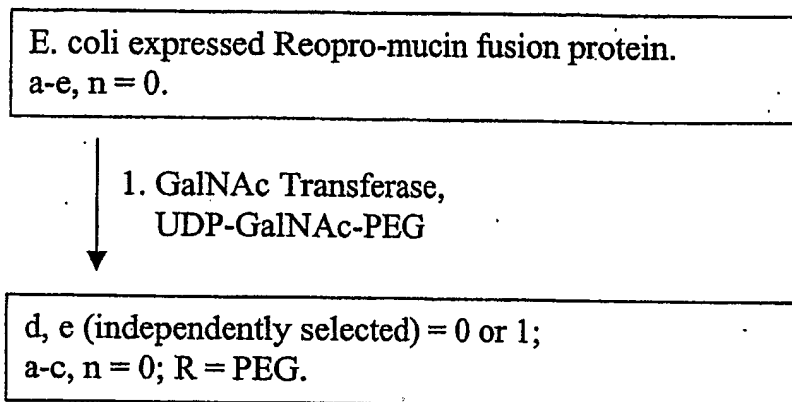 E. coli expressed Reopro-mucin fusion protein.
a-e, n = 0.
1. GalNAc Transferase,
UDP-GalNAc-PEG
d, e (independently selected) = 0 or 1;
a-c, n = 0; R = PEG.